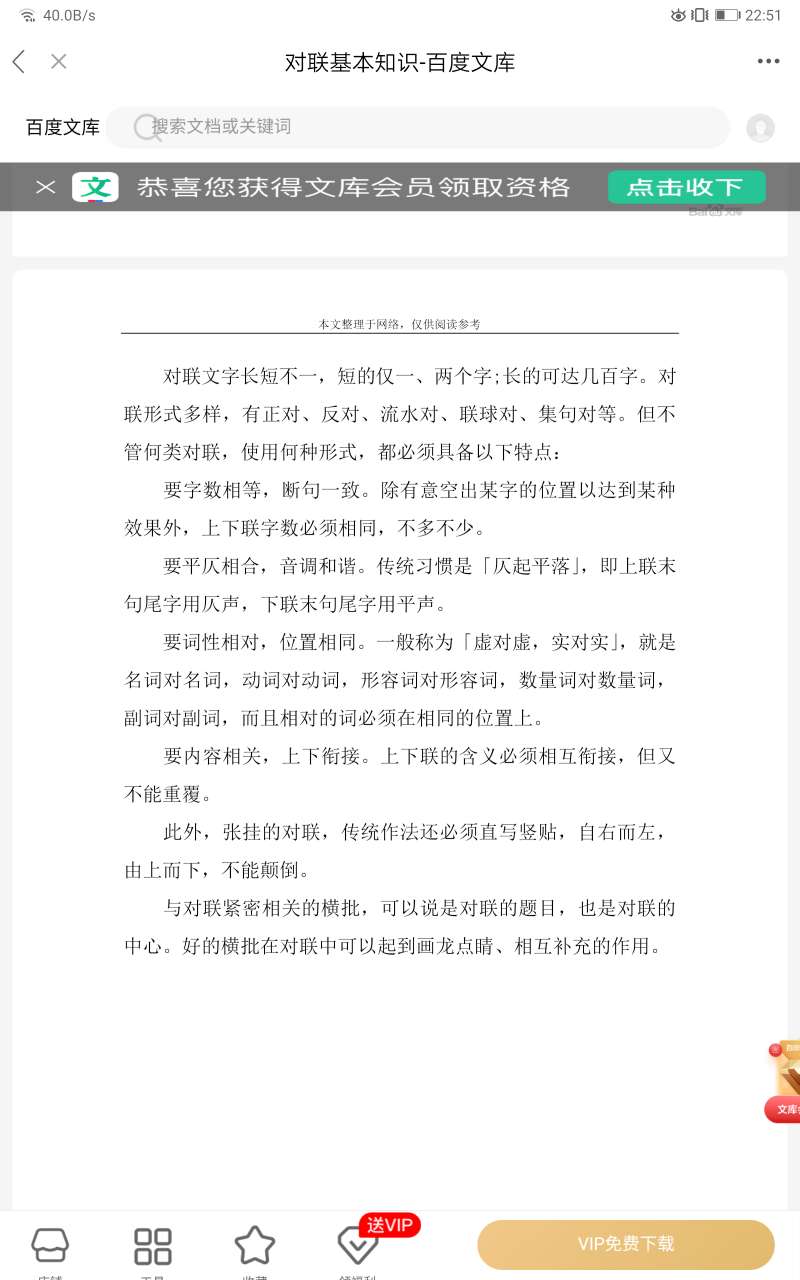 40.0B/s
22:51
对联基本知识-百度文库
百度文库
搜索文档或关键词
文 恭喜您获得文库会员领取资格 点击收下
Bai 文库
本文整理于网络，仅供阅读参考
对联文字长短不一，短的仅一、两个字;长的可达几百字。对
联形式多样，有正对、反对、流水对、联球对、集句对等。但不
管何类对联，使用何种形式，都必须具备以下特点：
要字数相等，断句一致。除有意空出某字的位置以达到某种
效果外，上下联字数必须相同，不多不少。
要平仄相合，音调和谐。传统习惯是「仄起平落」，即上联末
句尾字用仄声，下联末句尾字用平声。
要词性相对，位置相同。一般称为「虚对虚，实对实」，就是
名词对名词，动词对动词，形容词对形容词，数量词对数量词，
副词对副词，而且相对的词必须在相同的位置上。
要内容相关，上下衔接。上下联的含义必须相互衔接，但又
不能重覆。
此外，张挂的对联，传统作法还必须直写竖贴，自右而左，
由上而下，不能颠倒。
与对联紧密相关的横批，可以说是对联的题目，也是对联的
中心。好的横批在对联中可以起到画龙点睛、相互补充的作用。
文库
送VIP
VIP免费下载